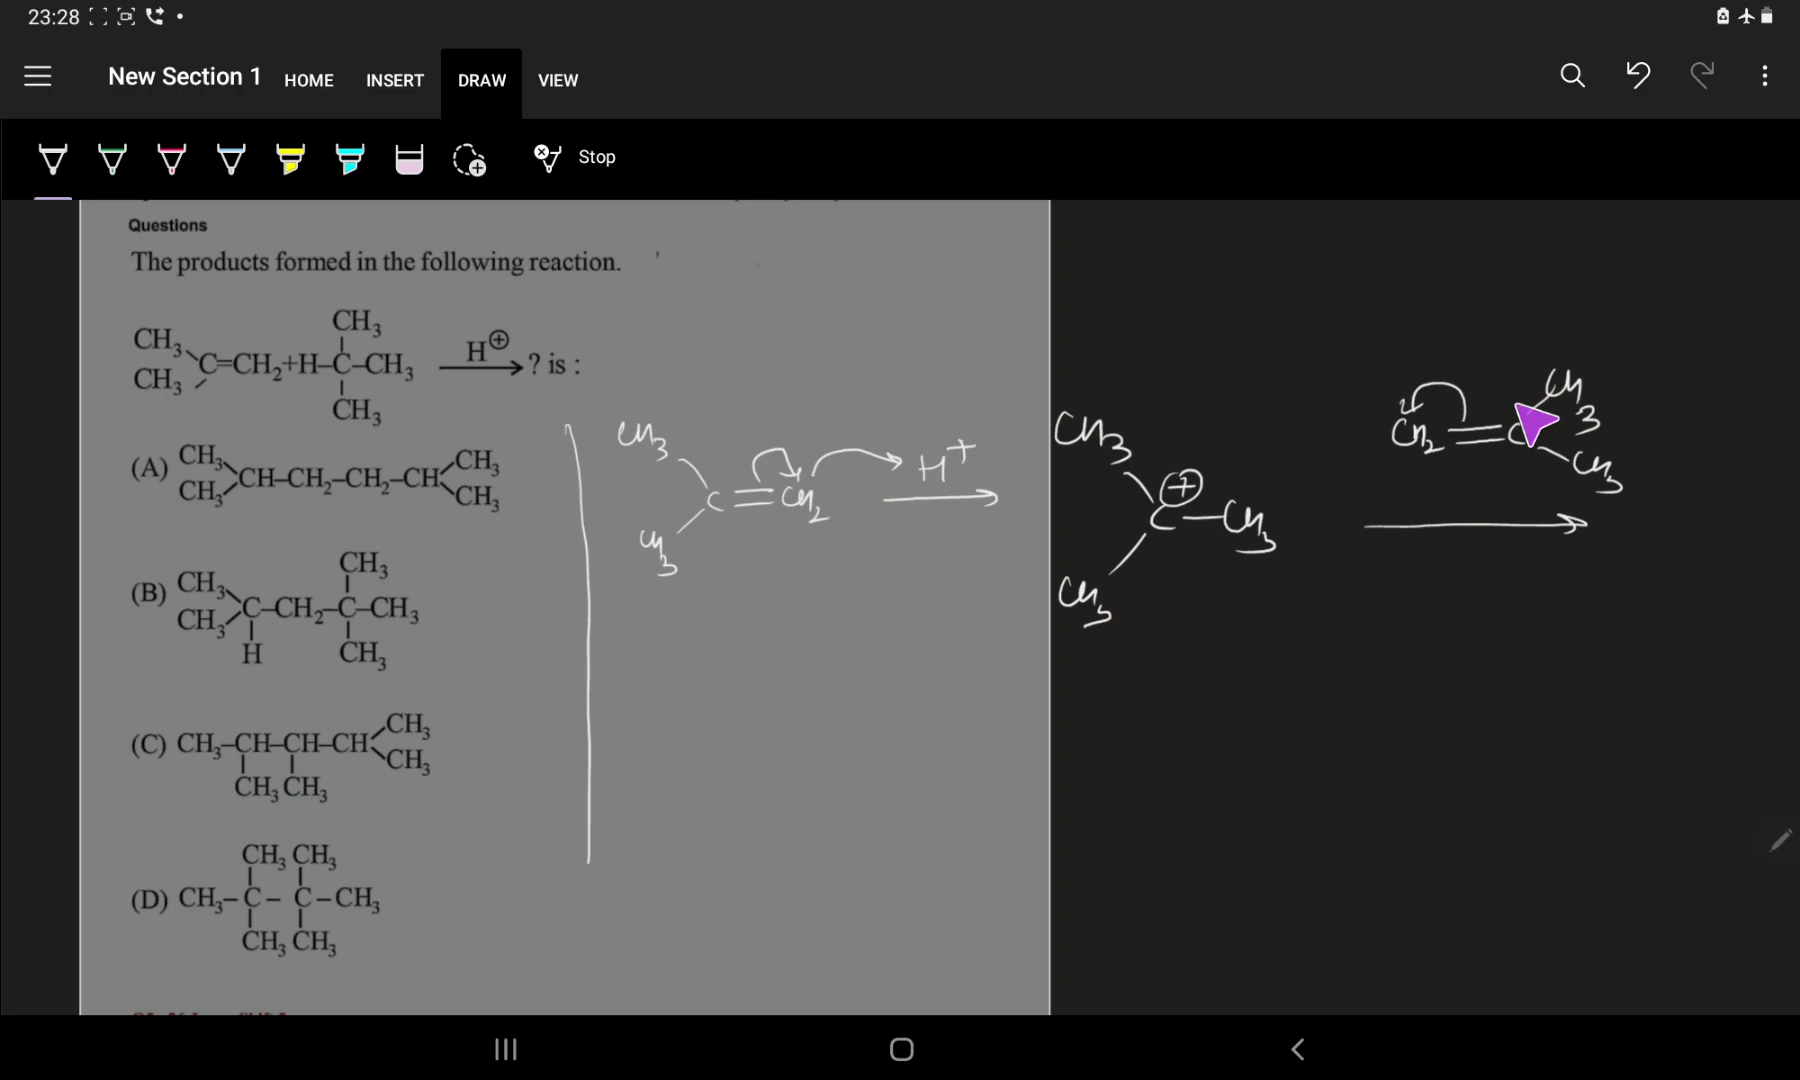 23:28
New Section 1 HOME INSERT DRAW VIEW
Stop
Questions
The products formed in the following reaction.
CH3
CH3
C=CH2+H–C–CH3 H⊕ ? is :
CH3
CH3
(A) CH3 CH3
CH–CH2–CH2–CH
CH3 CH3
CH3
(B) CH3
C–CH2–C–CH3
CH3
H CH3
CH3
(C) CH3–CH–CH–CH
CH3
CH3 CH3
CH3 CH3
(D) CH3–C–C–CH3
CH3 CH3
CH3
C=CH2 H+
CH3
CH3
⊕
C–CH3
CH3
CH3
CH2=C
CH3